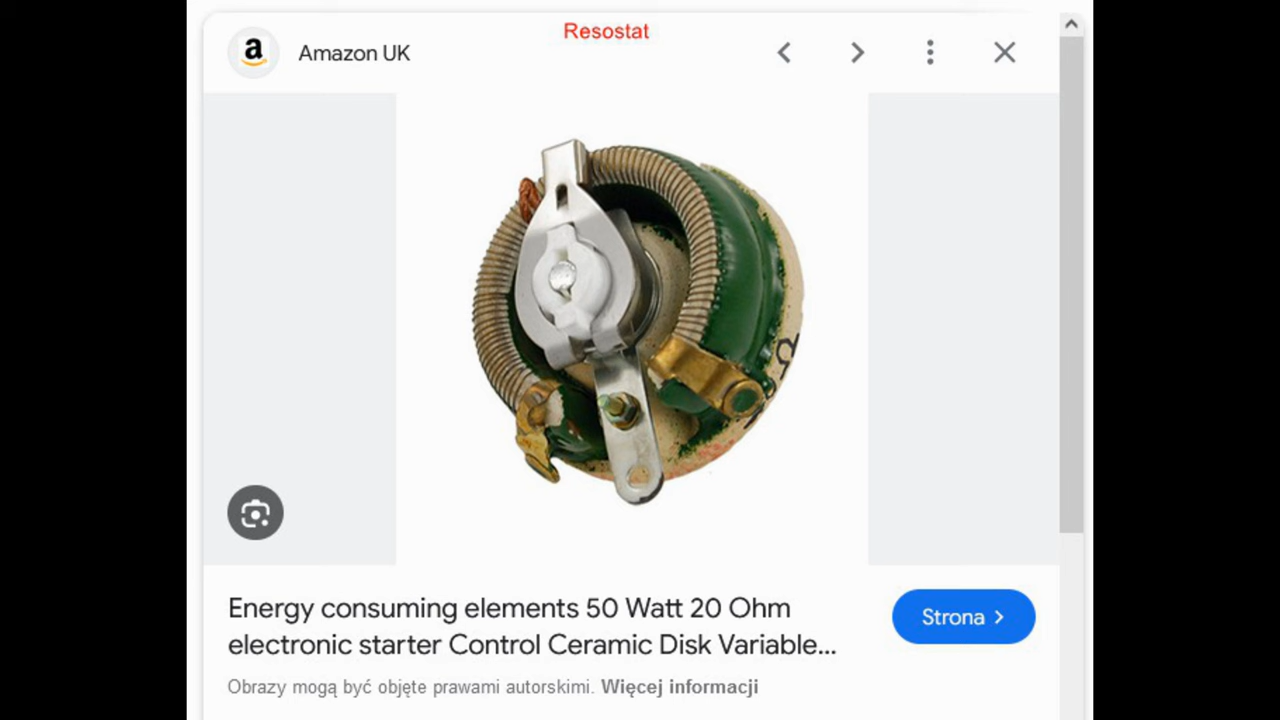 Resostat
a
Amazon UK
Ω
Energy consuming elements 50 Watt 20 Ohm
electronic starter Control Ceramic Disk Variable...
Strona >
Obrazy mogą być objęte prawami autorskimi. Więcej informacji